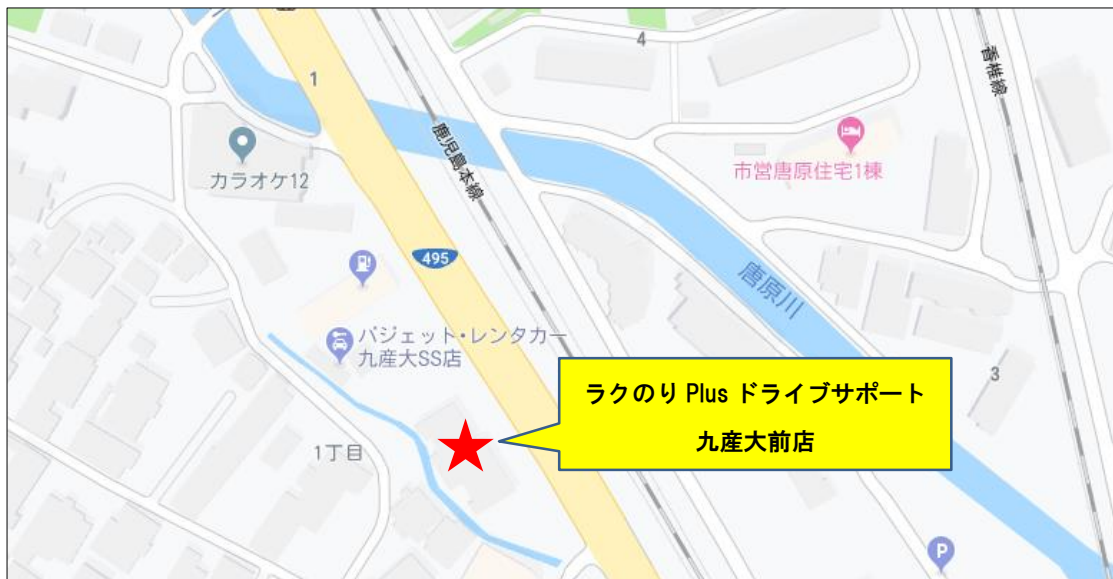 1
4
香椎線
鹿児島本線
カラオケ12
市営唐原住宅1棟
495
唐原川
バジェット・レンタカー
九産大SS店
ラクのり Plus ドライブサポート
九産大前店
3
1丁目
P